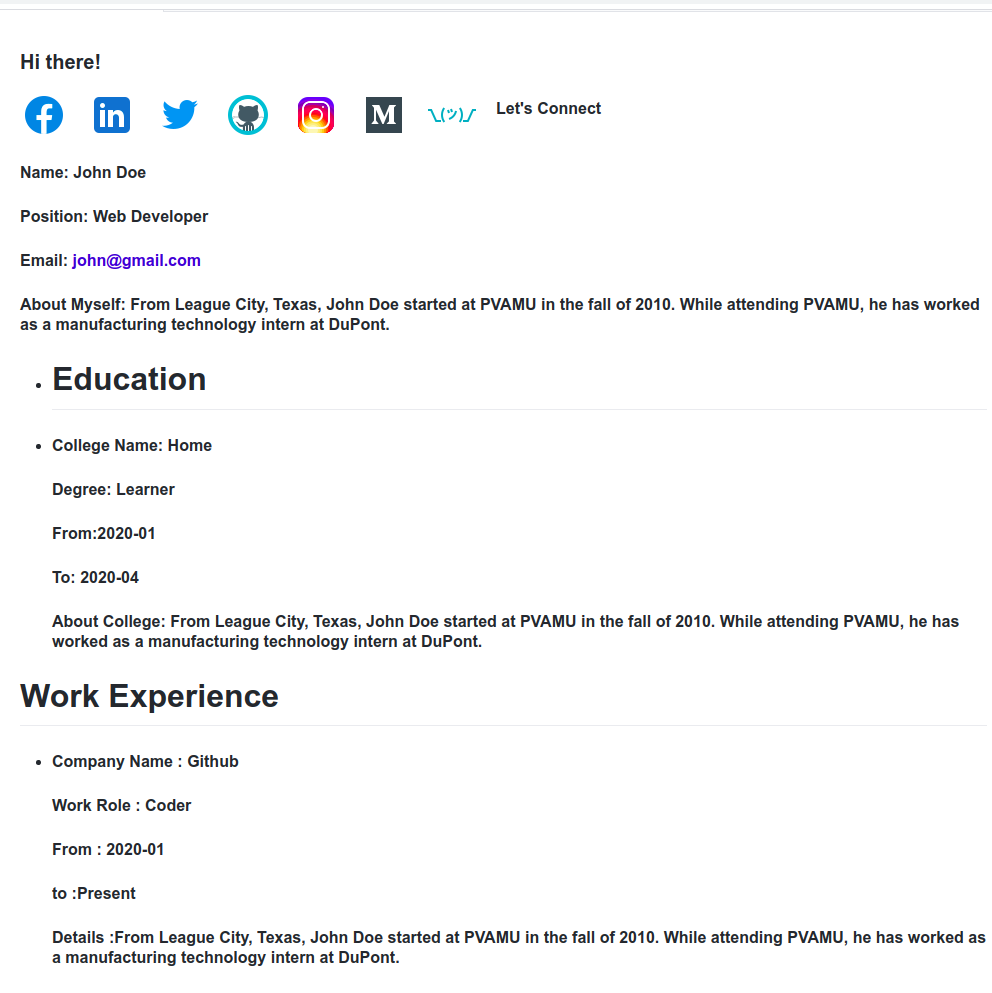 Hi there!
in M ¯\_(ツ)_/¯ Let's Connect
Name: John Doe
Position: Web Developer
Email: john@gmail.com
About Myself: From League City, Texas, John Doe started at PVAMU in the fall of 2010. While attending PVAMU, he has worked
as a manufacturing technology intern at DuPont.
Education
College Name: Home
Degree: Learner
From:2020-01
To: 2020-04
About College: From League City, Texas, John Doe started at PVAMU in the fall of 2010. While attending PVAMU, he has
worked as a manufacturing technology intern at DuPont.
Work Experience
Company Name : Github
Work Role : Coder
From : 2020-01
to :Present
Details :From League City, Texas, John Doe started at PVAMU in the fall of 2010. While attending PVAMU, he has worked as
a manufacturing technology intern at DuPont.